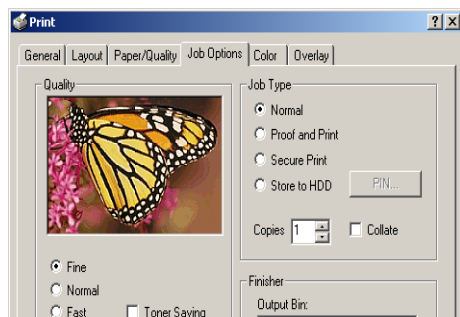 Print
General Layout Paper/Quality Job Options Color Overlay
Quality
Fine
Normal
Fast Toner Saving
Job Type
Normal
Proof and Print
Secure Print
Store to HDD PIN...
Copies 1 Collate
Finisher
Output Bin: